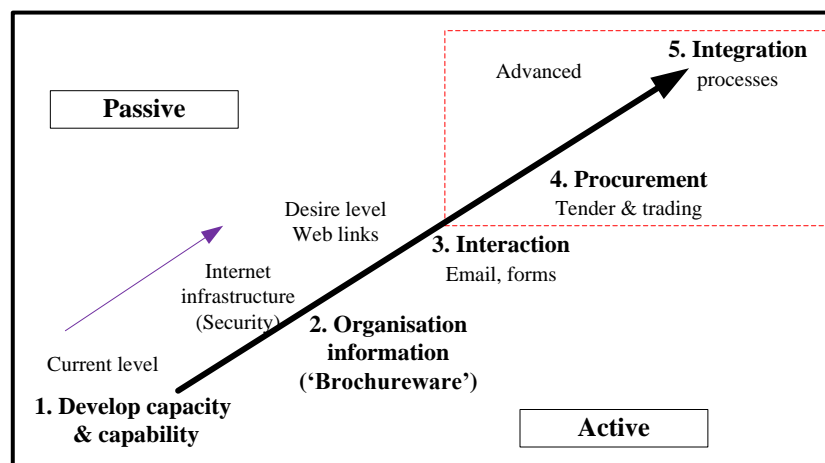 5. Integration
processes
Advanced
Passive
4. Procurement
Tender & trading
Desire level
Web links
3. Interaction
Email, forms
Internet
infrastructure
(Security)
2. Organisation
information
(‘Brochureware’)
Current level
1. Develop capacity
& capability
Active